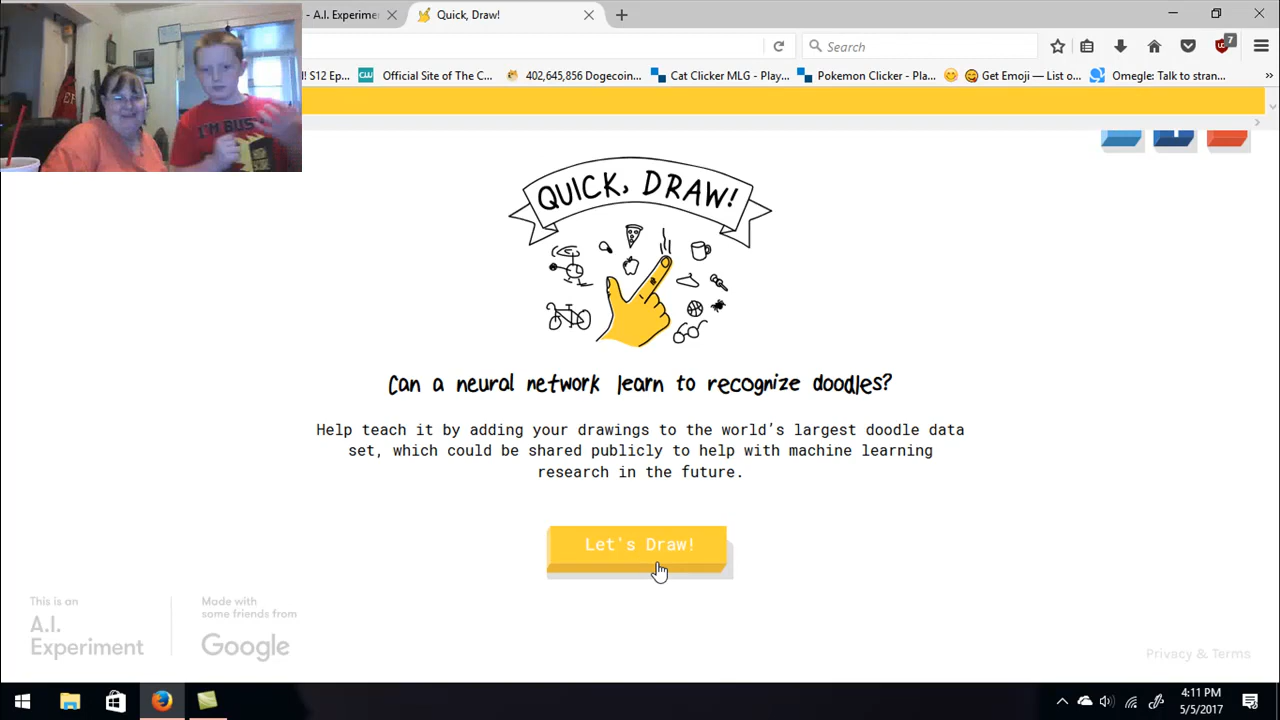 - A.I. Experimer
Quick, Draw!
Search
7
I! S12 Ep...
CW Official Site of The C...
402,645,856 Dogecoin...
Cat Clicker MLG - Play...
Pokemon Clicker - Pla...
Get Emoji — List o...
Omegle: Talk to stran...
»
I'M BUS
QUICK, DRAW!
Can a neural network learn to recognize doodles?
Help teach it by adding your drawings to the world's largest doodle data
set, which could be shared publicly to help with machine learning
research in the future.
Let's Draw!
This is an
A.I.
Experiment
Made with
some friends from
Google
Privacy & Terms
4:11 PM
5/5/2017